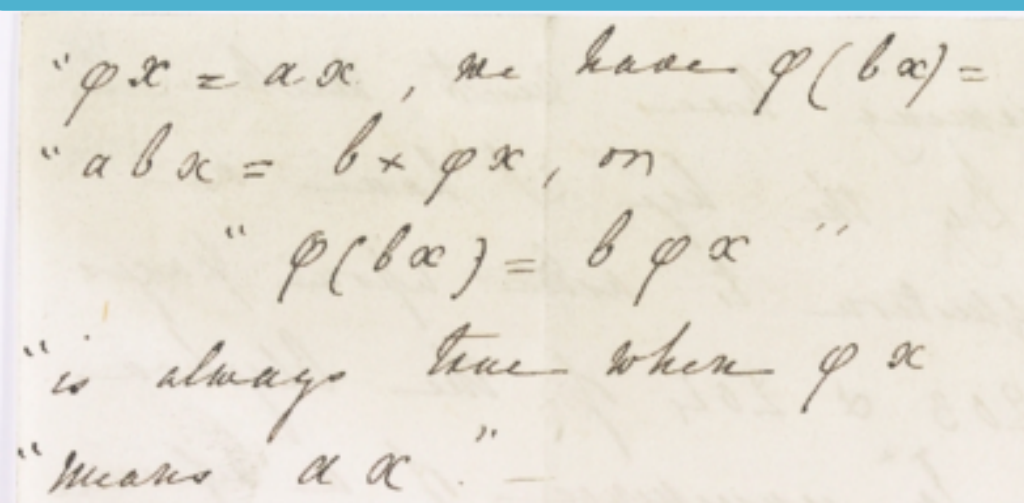 "φx = ax, we have φ(bx) =
"abx = b × φx, or
" φ(bx) = b φx "
"is always true when φx
"means ax". —